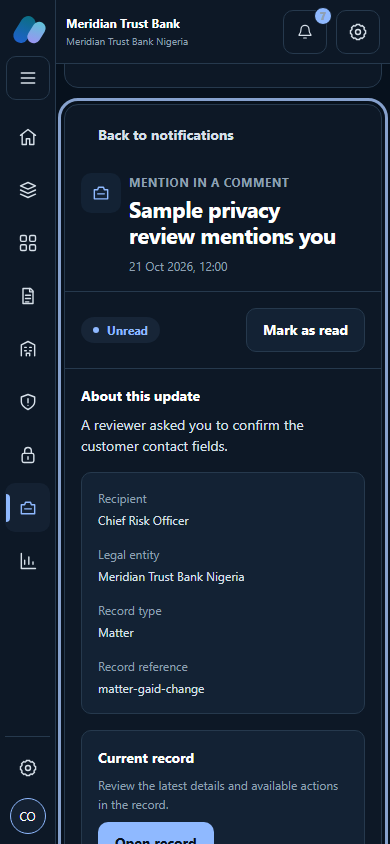 Meridian Trust Bank
Meridian Trust Bank Nigeria
Back to notifications
MENTION IN A COMMENT
Sample privacy
review mentions you
21 Oct 2026, 12:00
Unread
Mark as read
About this update
A reviewer asked you to confirm the
customer contact fields.
Recipient
Chief Risk Officer
Legal entity
Meridian Trust Bank Nigeria
Record type
Matter
Record reference
matter-gaid-change
Current record
Review the latest details and available actions
in the record.
Open record
CO